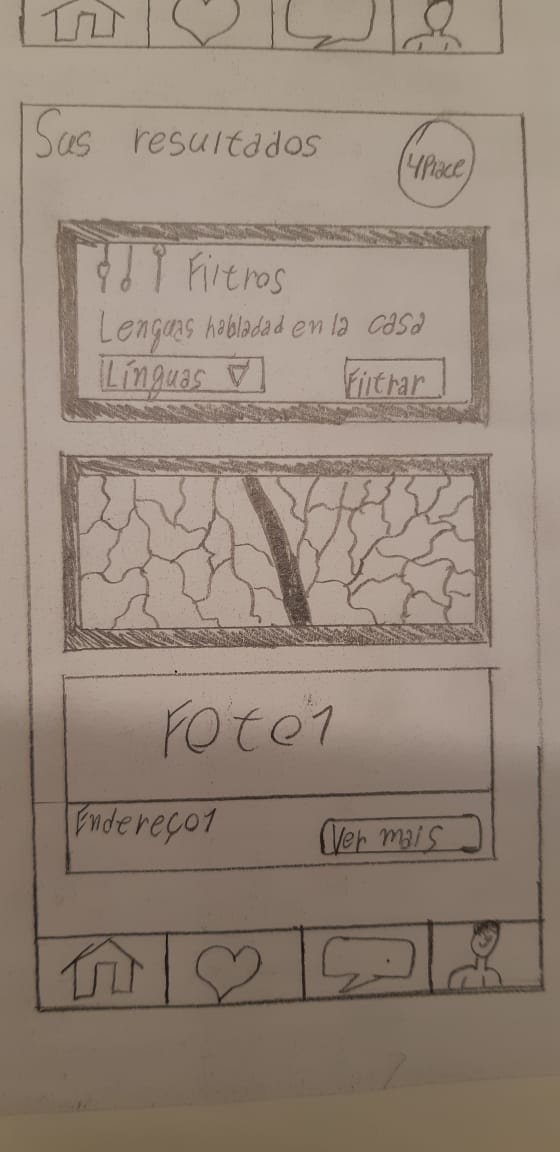 Sus resultados
4Place
Filtros
Lenguas habladad en la casa
Línguas
Filtrar
Foto1
Endereço1
Ver mais